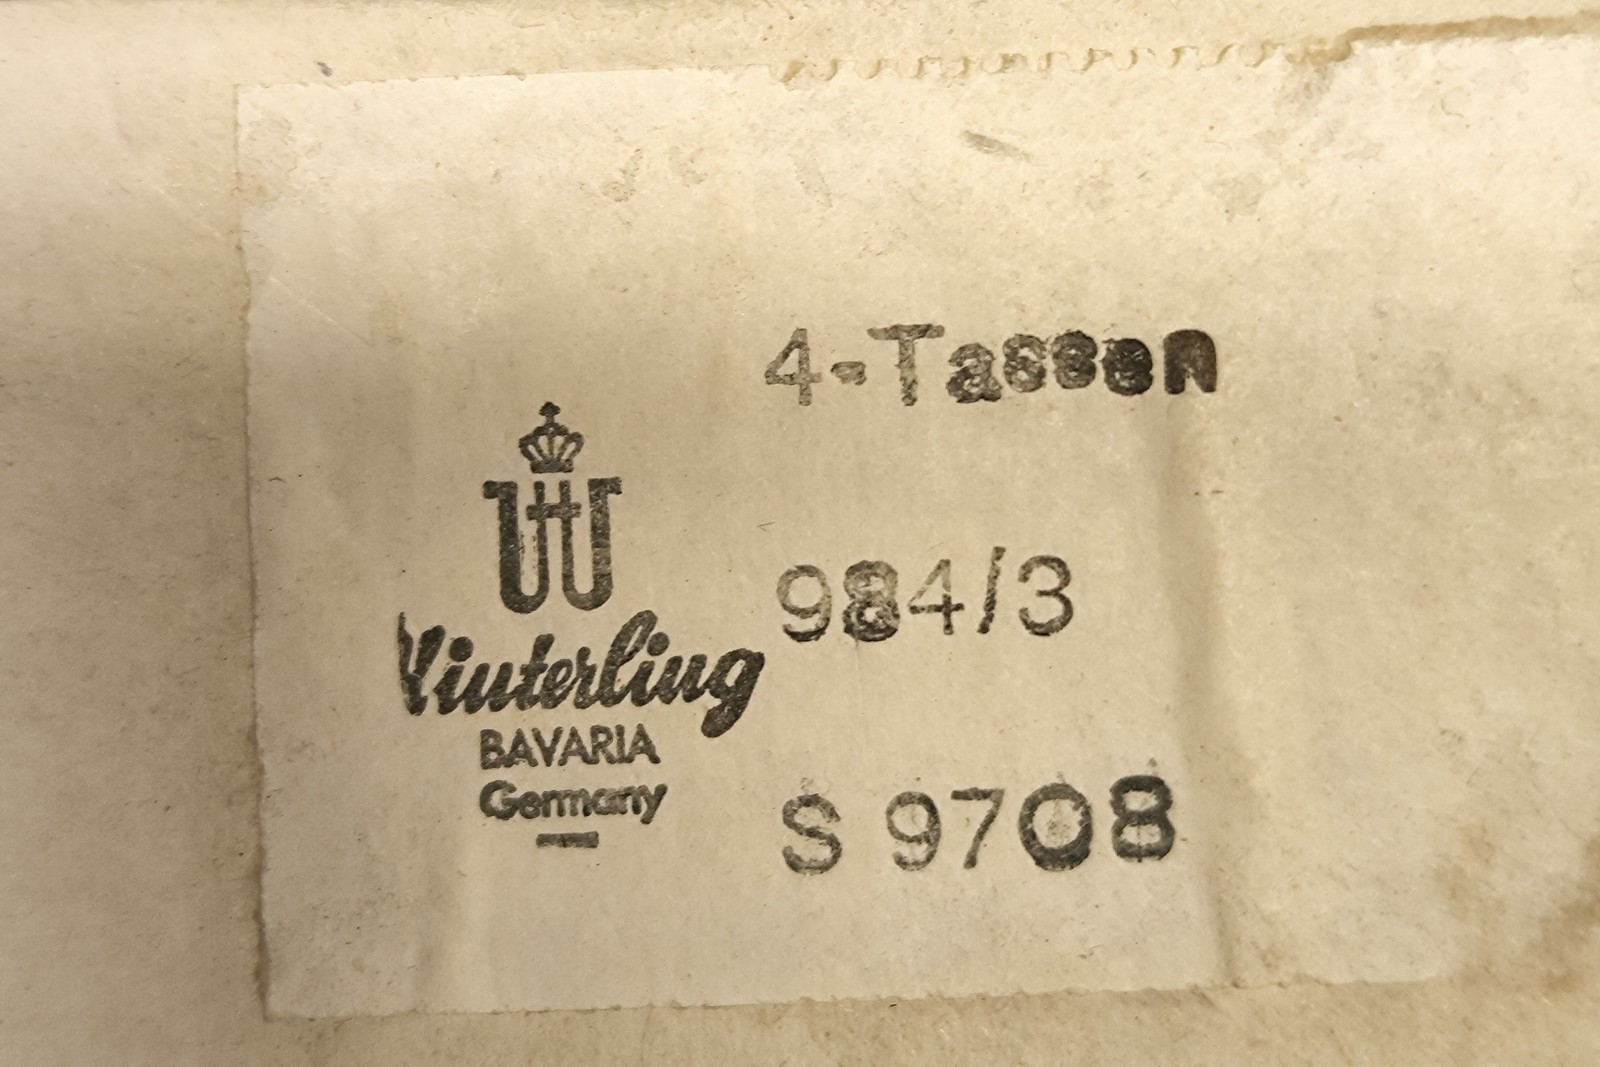 4-Tassen
Winterling
BAVARIA
Germany
984/3
S 9708